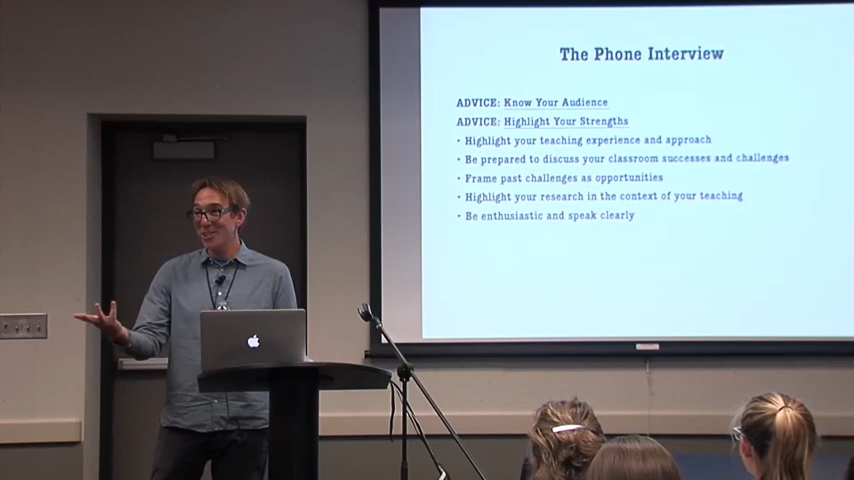 The Phone Interview
ADVICE: Know Your Audience
ADVICE: Highlight Your Strengths
• Highlight your teaching experience and approach
• Be prepared to discuss your classroom successes and challenges
• Frame past challenges as opportunities
• Highlight your research in the context of your teaching
• Be enthusiastic and speak clearly